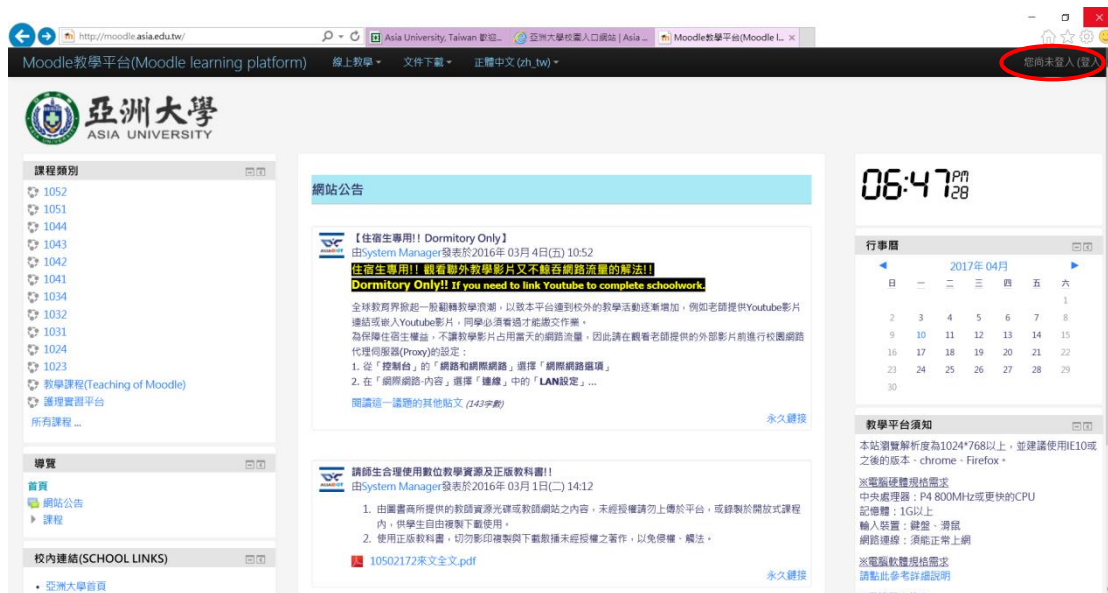 http://moodle.asia.edu.tw/
Asia University, Taiwan 歡迎...
亞洲大學校園入口網站 | Asia ...
Moodle教學平台(Moodle l...
Moodle教學平台(Moodle learning platform)
線上教學
文件下載
正體中文 (zh_tw)
您尚未登入 (登入
亞洲大學
ASIA UNIVERSITY
課程類別
1052
1051
1044
1043
1042
1041
1034
1032
1031
1024
1023
教學課程(Teaching of Moodle)
護理實習平台
所有課程 ...
導覽
首頁
網站公告
課程
校內連結(SCHOOL LINKS)
亞洲大學首頁
網站公告
【住宿生專用!! Dormitory Only】
由System Manager發表於2016年 03月 4日(五) 10:52
住宿生專用!! 觀看聯外教學影片又不鯨吞網路流量的解法!!
Dormitory Only!! If you need to link Youtube to complete schoolwork.
全球教育界掀起一股翻轉教學浪潮，以致本平台連到校外的教學活動逐漸增加，例如老師提供Youtube影片
連結或嵌入Youtube影片，同學必須看過才能繳交作業。
為保障住宿生權益，不讓教學影片占用當天的網路流量，因此請在觀看老師提供的外部影片前進行校園網路
代理伺服器(Proxy)的設定：
1. 從「控制台」的「網路和網際網路」選擇「網際網路選項」
2. 在「網際網路-內容」選擇「連線」中的「LAN設定」...
閱讀這一議題的其他貼文 (143字數)
永久鏈接
請師生合理使用數位教學資源及正版教科書!!
由System Manager發表於2016年 03月 1日(二) 14:12
1. 由圖書商所提供的教師資源光碟或教師網站之內容，未經授權請勿上傳於平台，或錄製於開放式課程
內，供學生自由複製下載使用。
2. 使用正版教科書，切勿影印複製與下載散播未經授權之著作，以免侵權、觸法。
10502172來文全文.pdf
永久鏈接
06:47 PM 28
行事曆
2017年 04月
日 一 二 三 四 五 六
1
2 3 4 5 6 7 8
9 10 11 12 13 14 15
16 17 18 19 20 21 22
23 24 25 26 27 28 29
30
教學平台須知
本站瀏覽解析度為1024*768以上，並建議使用IE10或
之後的版本、chrome、Firefox。
※電腦硬體規格需求
中央處理器：P4 800MHz或更快的CPU
記憶體：1G以上
輸入裝置：鍵盤、滑鼠
網路連線：須能正常上網
※電腦軟體規格需求
請點此參考詳細說明